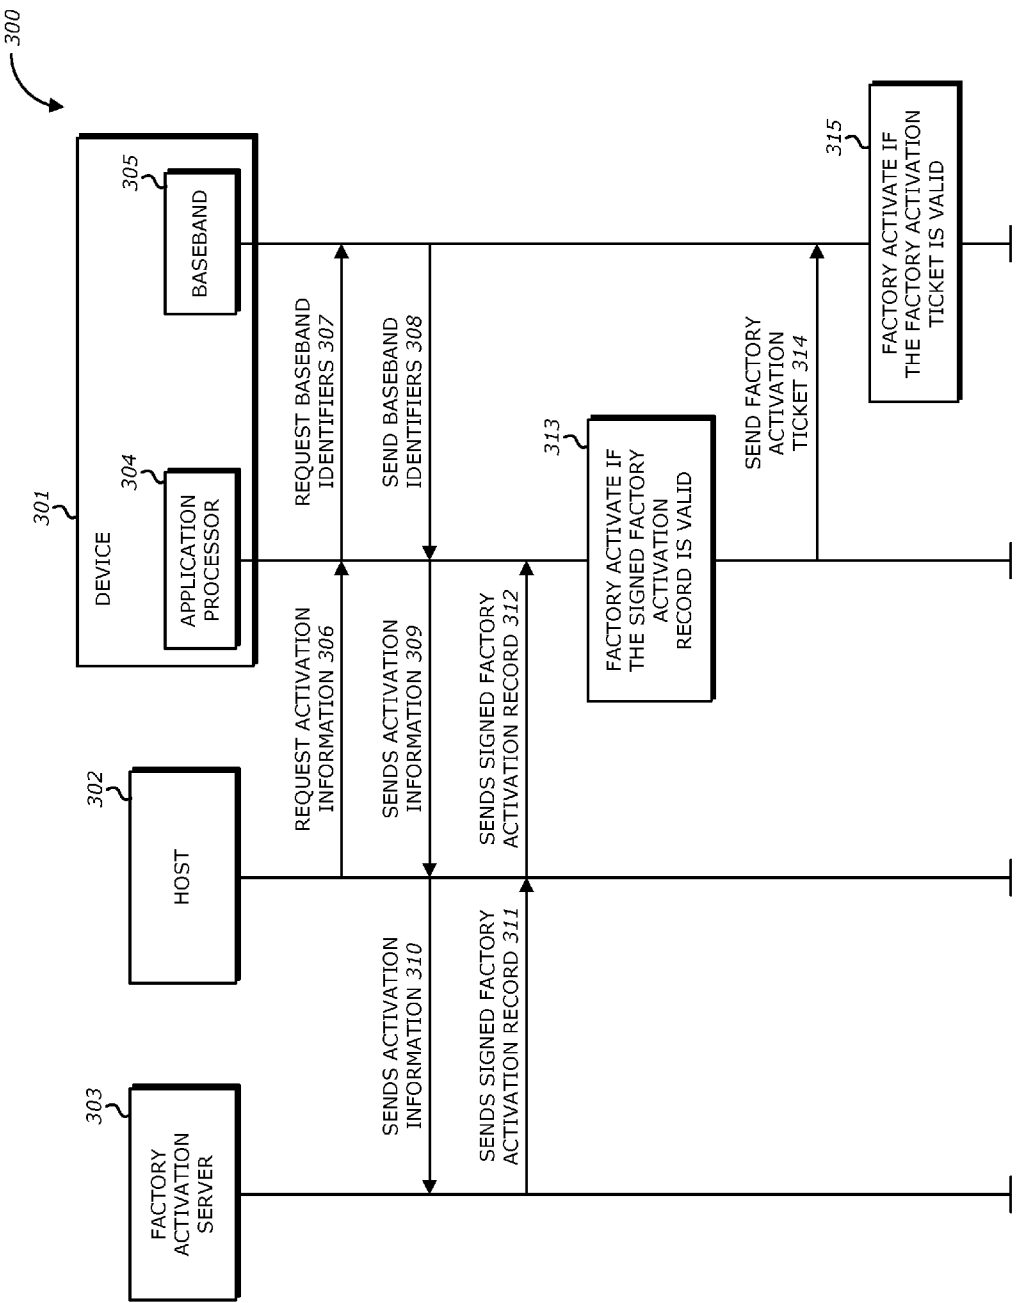 300
301
DEVICE
303
FACTORY
ACTIVATION
SERVER
302
HOST
304
APPLICATION
PROCESSOR
305
BASEBAND
REQUEST ACTIVATION
INFORMATION 306
REQUEST BASEBAND
IDENTIFIERS 307
SENDS ACTIVATION
INFORMATION 310
SENDS ACTIVATION
INFORMATION 309
SEND BASEBAND
IDENTIFIERS 308
SENDS SIGNED FACTORY
ACTIVATION RECORD 311
SENDS SIGNED FACTORY
ACTIVATION RECORD 312
313
FACTORY ACTIVATE IF
THE SIGNED FACTORY
ACTIVATION
RECORD IS VALID
SEND FACTORY
ACTIVATION
TICKET 314
315
FACTORY ACTIVATE IF
THE FACTORY ACTIVATION
TICKET IS VALID